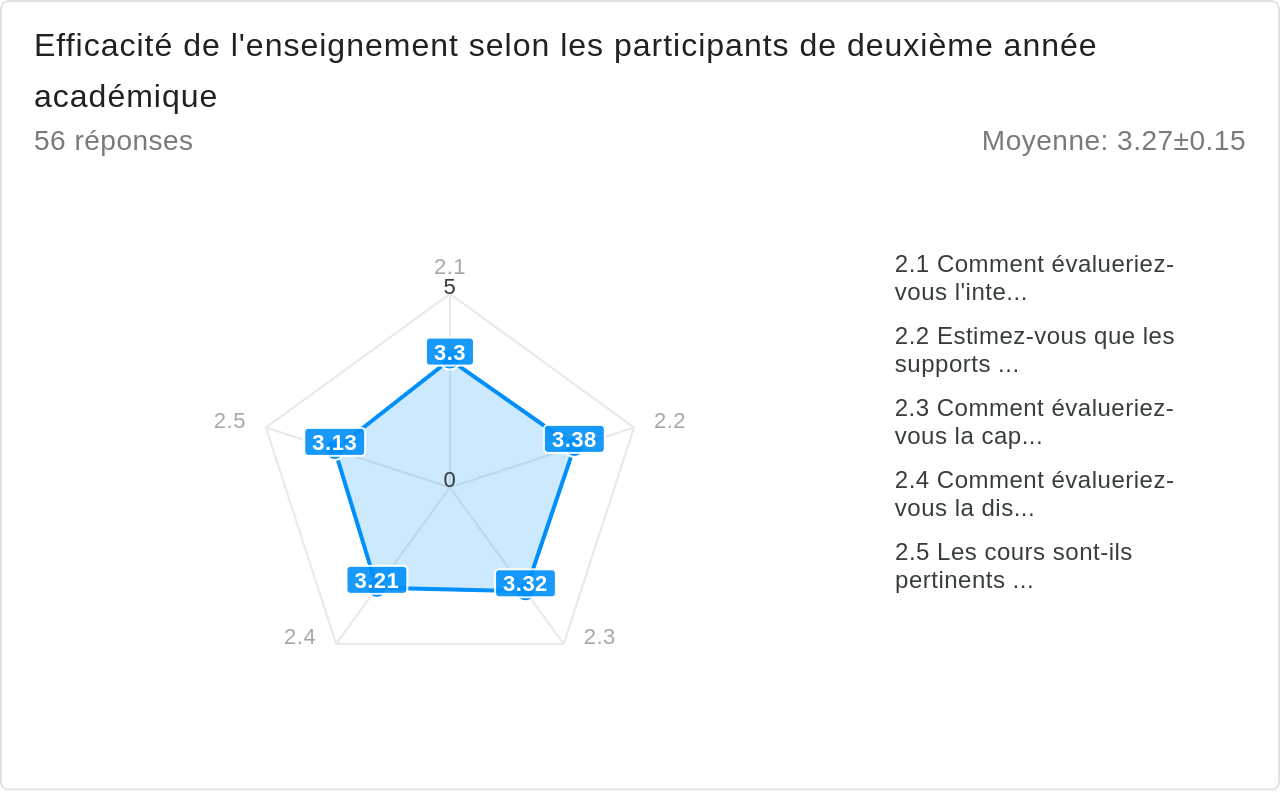 Efficacité de l'enseignement selon les participants de deuxième année
académique
56 réponses
Moyenne: 3.27±0.15
2.1
5
3.3
2.5
2.2
3.13
3.38
0
3.21
3.32
2.4
2.3
2.1 Comment évalueriez-
vous l'inte...
2.2 Estimez-vous que les
supports ...
2.3 Comment évalueriez-
vous la cap...
2.4 Comment évalueriez-
vous la dis...
2.5 Les cours sont-ils
pertinents ...